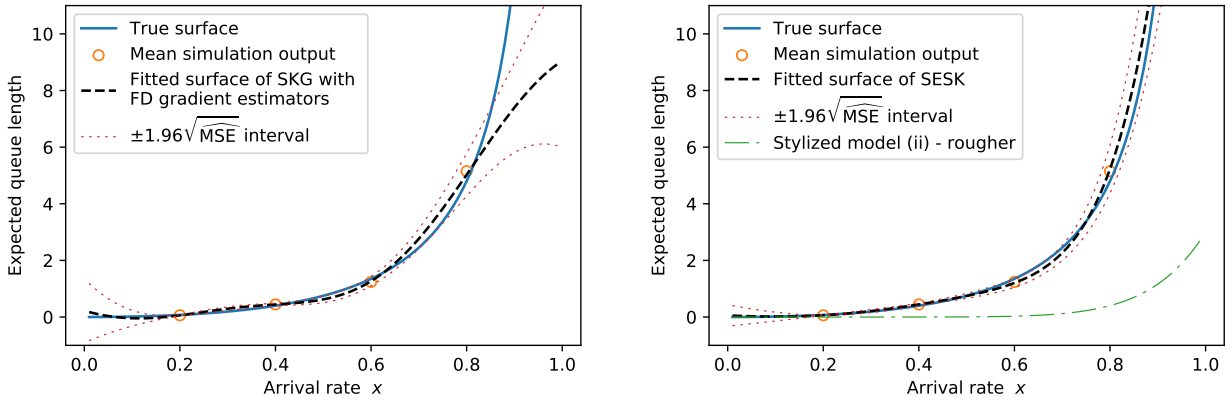 True surface
Mean simulation output
Fitted surface of SKG with
FD gradient estimators
±1.96√MSE interval
Expected queue length
10
8
6
4
2
0
0.0 0.2 0.4 0.6 0.8 1.0
Arrival rate x
True surface
Mean simulation output
Fitted surface of SESK
±1.96√MSE interval
Stylized model (ii) - rougher
Expected queue length
10
8
6
4
2
0
0.0 0.2 0.4 0.6 0.8 1.0
Arrival rate x